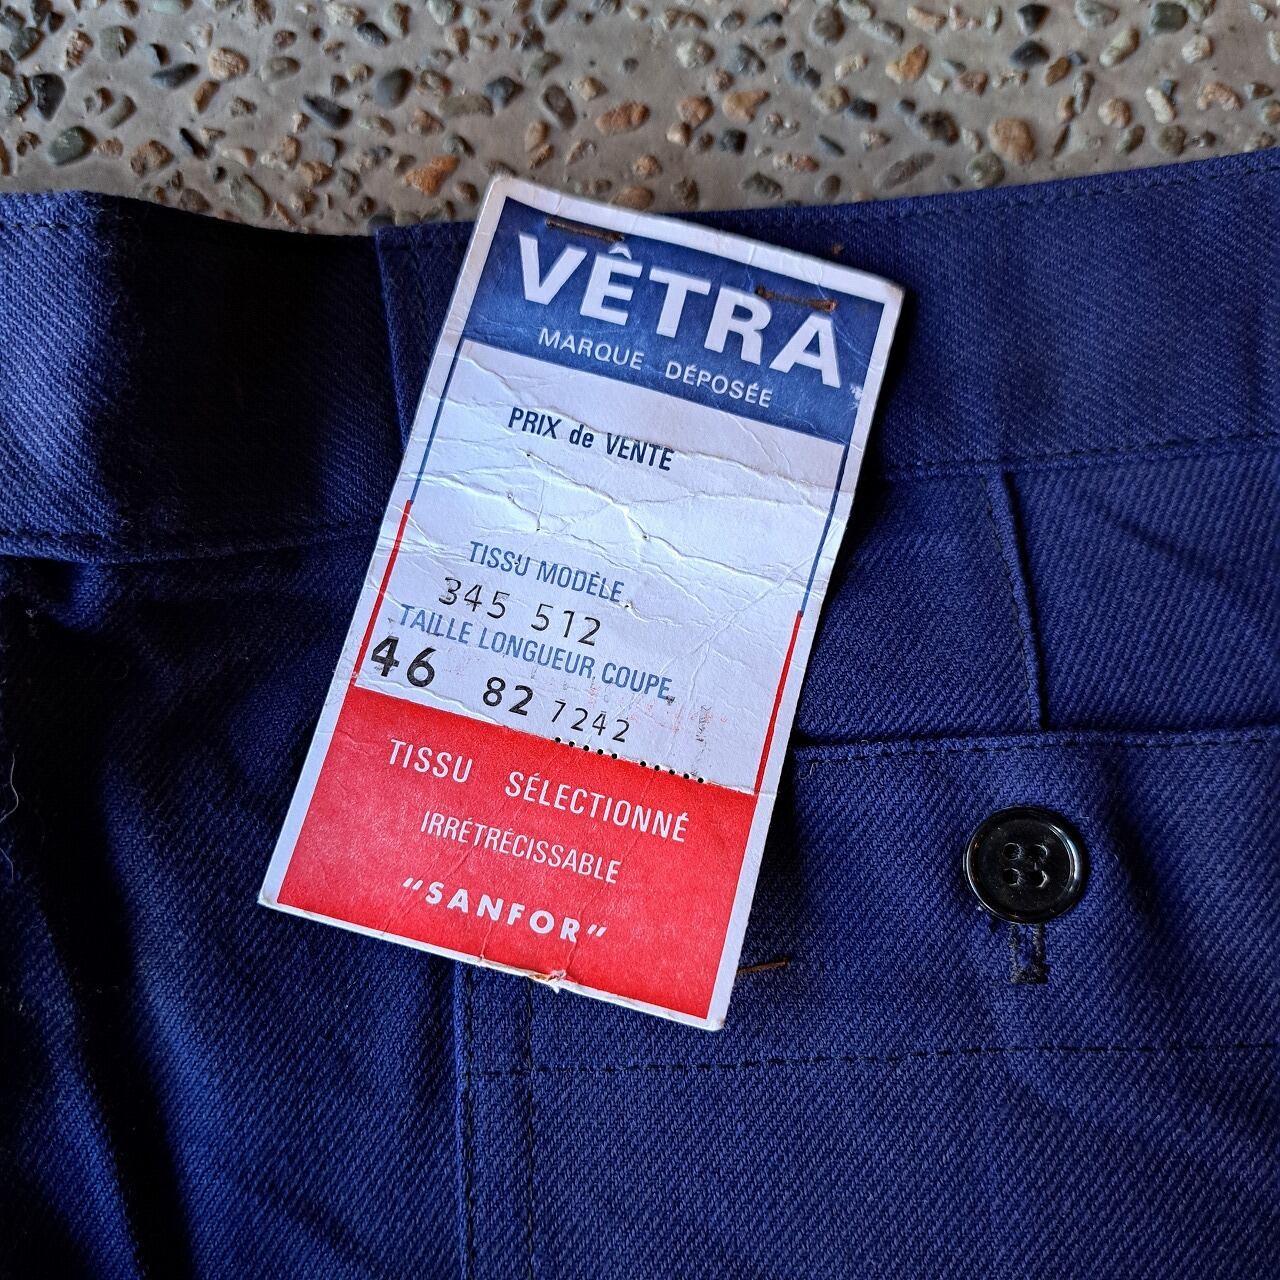 VÊTRA
MARQUE DÉPOSÉE
PRIX de VENTE
TISSU MODÈLE
345 512
TAILLE LONGUEUR COUPE
46 82 7242
TISSU SÉLECTIONNÉ
IRRÉTRÉCISSABLE
"SANFOR"